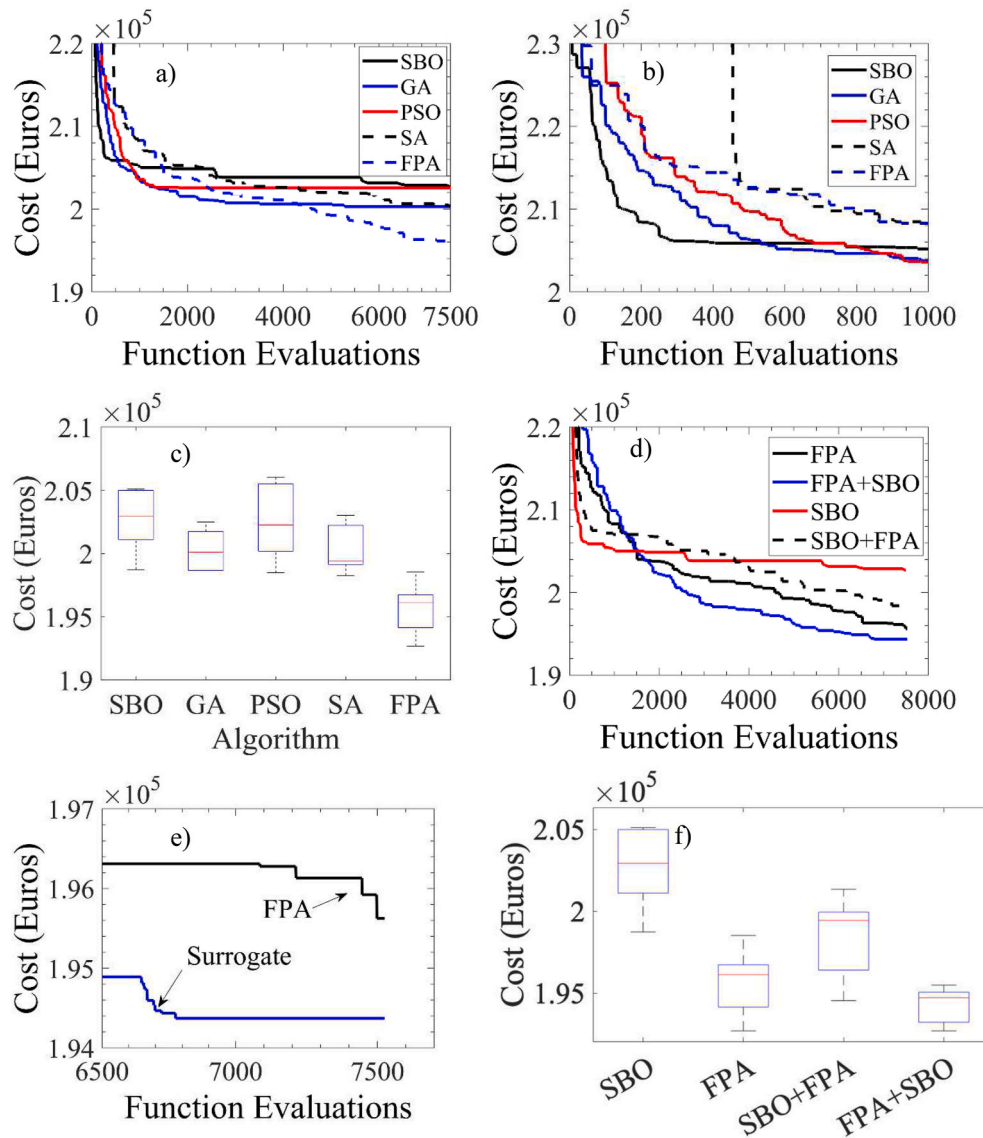 ×10⁵
2.2
2.1
2
1.9
Cost (Euros)
a)
SBO
GA
PSO
SA
FPA
0 2000 4000 6000 7500
Function Evaluations
×10⁵
2.3
2.2
2.1
2
Cost (Euros)
b)
SBO
GA
PSO
SA
FPA
0 200 400 600 800 1000
Function Evaluations
×10⁵
2.1
2.05
2
1.95
1.9
Cost (Euros)
c)
SBO GA PSO SA FPA
Algorithm
×10⁵
2.2
2.1
2
1.9
Cost (Euros)
d)
FPA
FPA+SBO
SBO
SBO+FPA
0 2000 4000 6000 8000
Function Evaluations
×10⁵
1.97
1.96
1.95
1.94
Cost (Euros)
e)
FPA
Surrogate
6500 7000 7500
Function Evaluations
×10⁵
2.05
2
1.95
Cost (Euros)
f)
SBO
FPA
SBO+FPA
FPA+SBO